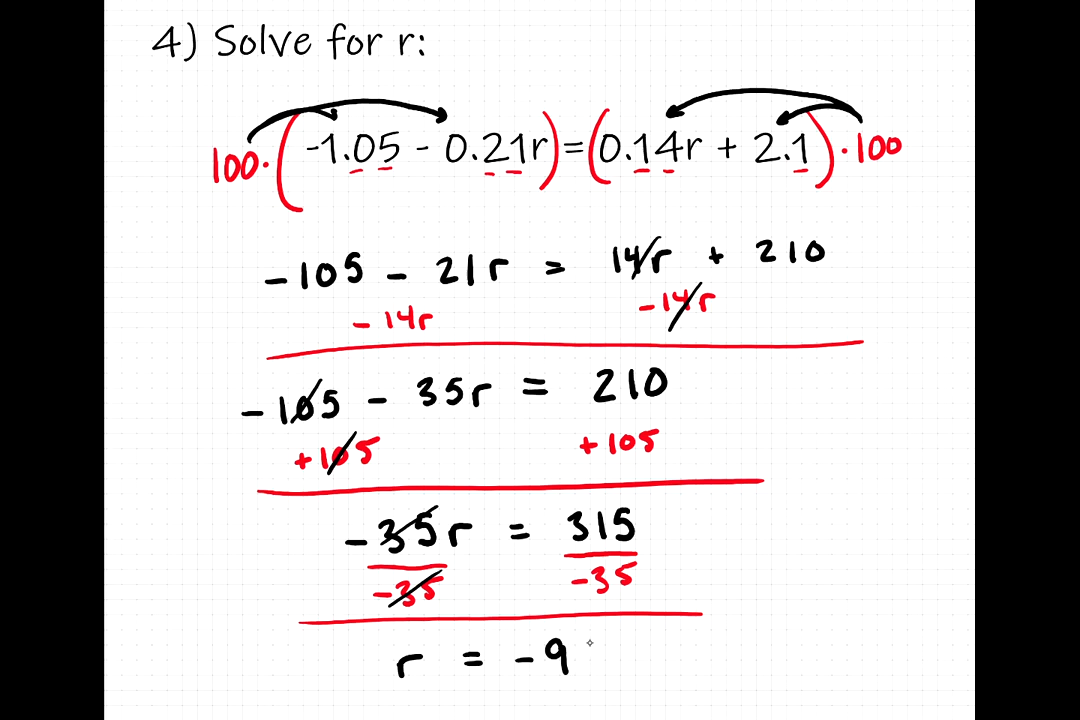 4) Solve for r:
100·(-1.05 - 0.21r)=(0.14r + 2.1)·100
-105 - 21r = 14r + 210
-14r -14r
-105 - 35r = 210
+105 +105
-35r = 315
-35 -35
r = -9